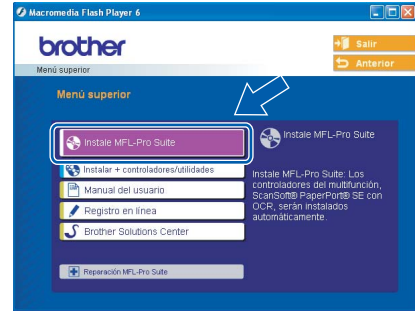 Macromedia Flash Player 6
brother
Salir
Anterior
Menú superior
Menú superior
Instale MFL-Pro Suite
Instalar + controladores/utilidades
Manual del usuario
Registro en línea
Brother Solutions Center
Reparación MFL-Pro Suite
Instale MFL-Pro Suite
Instale MFL-Pro Suite: Los
controladores del multifunción,
ScanSoft® PaperPort® SE con
OCR, serán instalados
automáticamente.